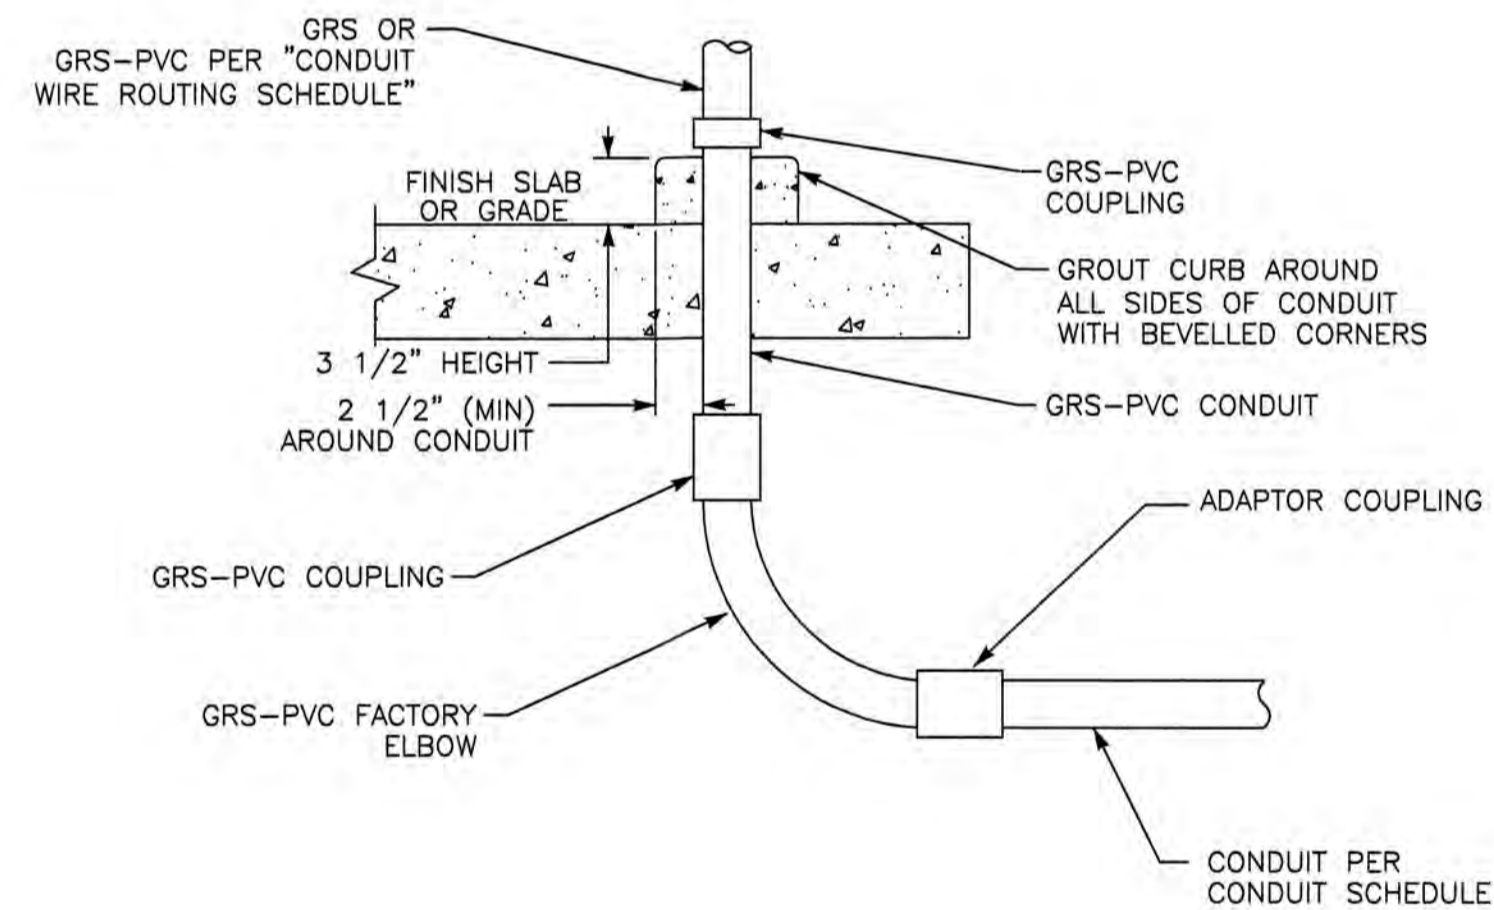 GRS OR
GRS-PVC PER "CONDUIT
WIRE ROUTING SCHEDULE"
FINISH SLAB
OR GRADE
GRS-PVC
COUPLING
GROUT CURB AROUND
ALL SIDES OF CONDUIT
WITH BEVELLED CORNERS
3 1/2" HEIGHT
2 1/2" (MIN)
AROUND CONDUIT
GRS-PVC CONDUIT
ADAPTOR COUPLING
GRS-PVC COUPLING
GRS-PVC FACTORY
ELBOW
CONDUIT PER
CONDUIT SCHEDULE